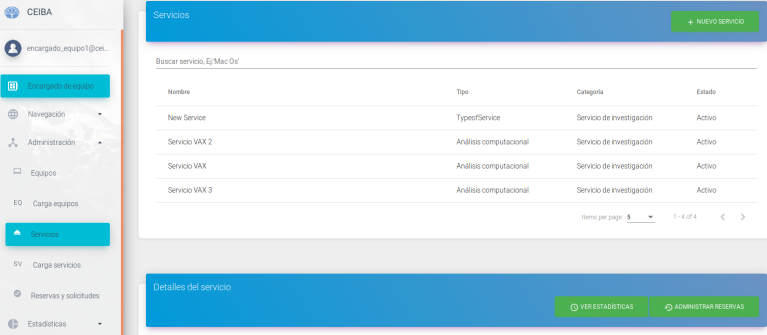 CEIBA
encargado_equipo1@cei...
Encargado de equipo
Navegación
Administración
Equipos
EQ Carga equipos
Servicios
SV Carga servicios
Reservas y solicitudes
Estadísticas
Servicios
+ NUEVO SERVICIO
Buscar servicio, Ej:'Mac Os'
Nombre Tipo Categoría Estado
New Service TypeofService Servicio de investigación Activo
Servicio VAX 2 Análisis computacional Servicio de investigación Activo
Servicio VAX Análisis computacional Servicio de investigación Activo
Servicio VAX 3 Análisis computacional Servicio de investigación Activo
Items per page: 5 1 - 4 of 4
Detalles del servicio
VER ESTADÍSTICAS ADMINISTRAR RESERVAS